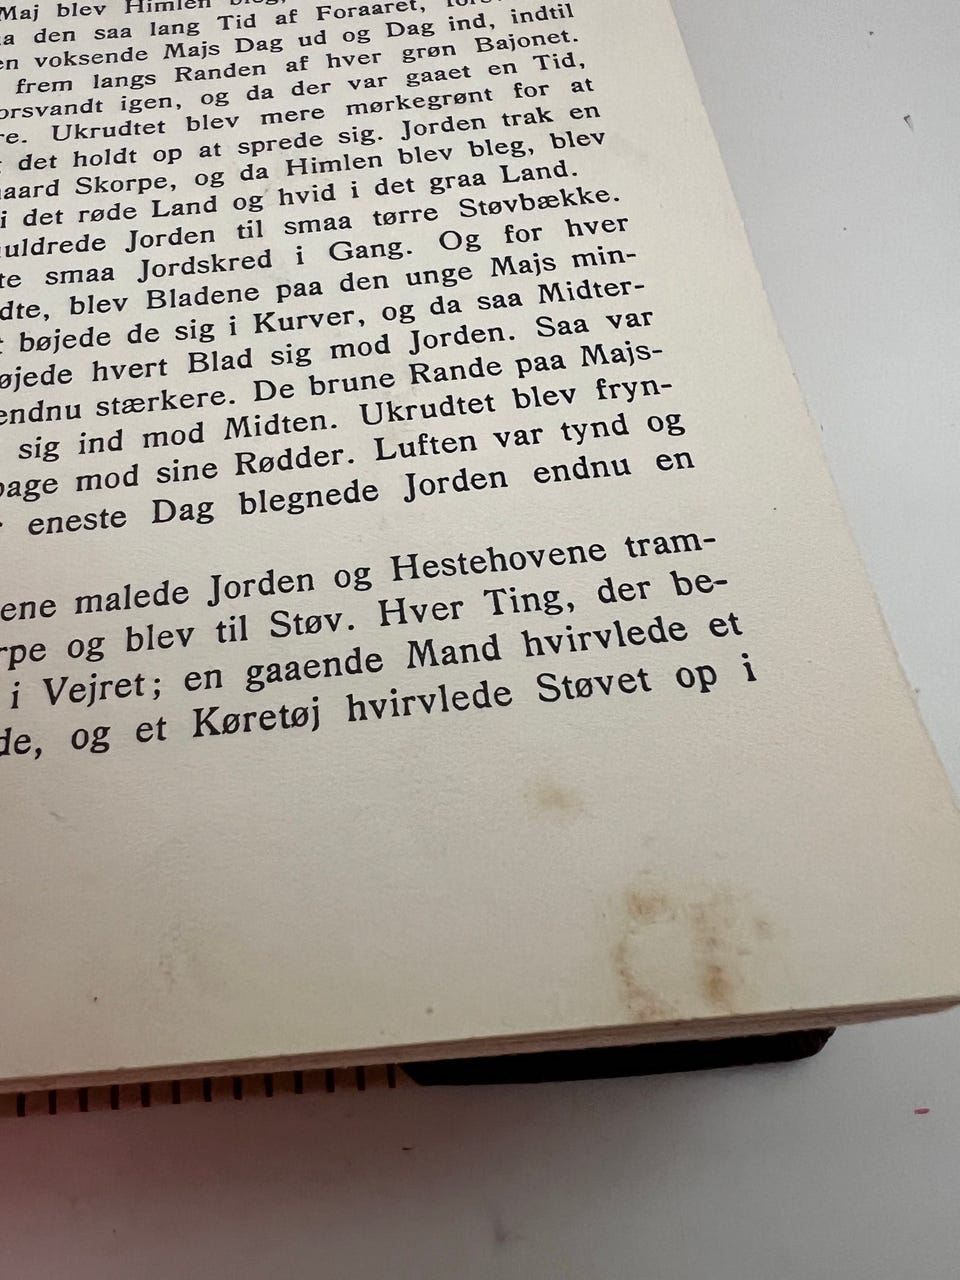 Maj blev Himlen
den saa lang Tid af Foraaret,
voksende Majs Dag ud og Dag ind, indtil
frem langs Randen af hver grøn Bajonet.
orsvandt igen, og da der var gaaet en Tid,
re. Ukrudtet blev mere mørkegrønt for at
det holdt op at sprede sig. Jorden trak en
aard Skorpe, og da Himlen blev bleg, blev
i det røde Land og hvid i det graa Land.
uldrede Jorden til smaa tørre Støvbække.
te smaa Jordskred i Gang. Og for hver
dte, blev Bladene paa den unge Majs min-
bøjede de sig i Kurver, og da saa Midter-
øjede hvert Blad sig mod Jorden. Saa var
endnu stærkere. De brune Rande paa Majs-
sig ind mod Midten. Ukrudtet blev fryn-
bage mod sine Rødder. Luften var tynd og
eneste Dag blegnede Jorden endnu en
ene malede Jorden og Hestehovene tram-
rpe og blev til Støv. Hver Ting, der be-
i Vejret; en gaaende Mand hvirvlede et
de, og et Køretøj hvirvlede Støvet op i